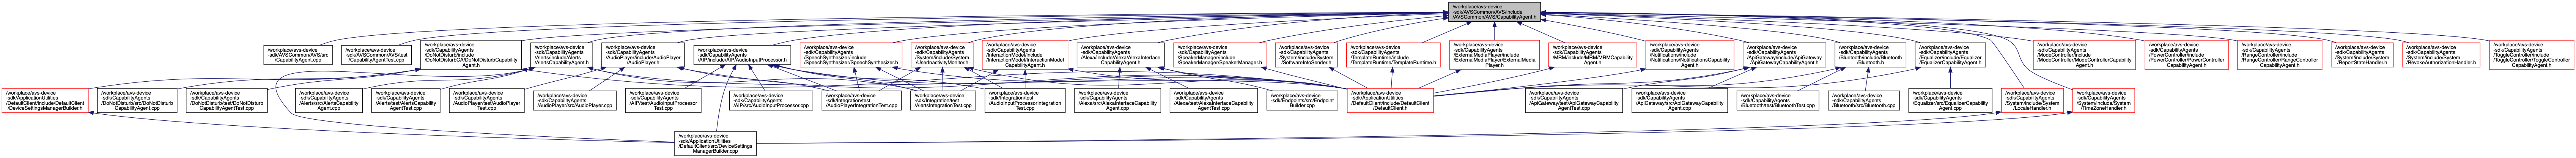 /workplace/avs-device
-sdk/AVSCommon/AVS/include
/AVSCommon/AVS/CapabilityAgent.h
/workplace/avs-device
-sdk/AVSCommon/AVS/src
/CapabilityAgent.cpp
/workplace/avs-device
-sdk/AVSCommon/AVS/test
/CapabilityAgentTest.cpp
/workplace/avs-device
-sdk/CapabilityAgents
/DoNotDisturb/include
/DoNotDisturbCA/DoNotDisturbCapability
Agent.h
/workplace/avs-device
-sdk/CapabilityAgents
/Alerts/include/Alerts
/AlertsCapabilityAgent.h
/workplace/avs-device
-sdk/CapabilityAgents
/AudioPlayer/include/AudioPlayer
/AudioPlayer.h
/workplace/avs-device
-sdk/CapabilityAgents
/AIP/include/AIP/AudioInputProcessor.h
/workplace/avs-device
-sdk/CapabilityAgents
/SpeechSynthesizer/include
/SpeechSynthesizer/SpeechSynthesizer.h
/workplace/avs-device
-sdk/CapabilityAgents
/System/include/System
/UserInactivityMonitor.h
/workplace/avs-device
-sdk/CapabilityAgents
/InteractionModel/include
/InteractionModel/InteractionModel
CapabilityAgent.h
/workplace/avs-device
-sdk/CapabilityAgents
/Alexa/include/Alexa/AlexaInterface
CapabilityAgent.h
/workplace/avs-device
-sdk/CapabilityAgents
/SpeakerManager/include
/SpeakerManager/SpeakerManager.h
/workplace/avs-device
-sdk/CapabilityAgents
/System/include/System
/SoftwareInfoSender.h
/workplace/avs-device
-sdk/CapabilityAgents
/TemplateRuntime/include
/TemplateRuntime/TemplateRuntime.h
/workplace/avs-device
-sdk/CapabilityAgents
/ExternalMediaPlayer/include
/ExternalMediaPlayer/ExternalMedia
Player.h
/workplace/avs-device
-sdk/CapabilityAgents
/MRM/include/MRM/MRMCapability
Agent.h
/workplace/avs-device
-sdk/CapabilityAgents
/Notifications/include
/Notifications/NotificationsCapability
Agent.h
/workplace/avs-device
-sdk/CapabilityAgents
/ApiGateway/include/ApiGateway
/ApiGatewayCapabilityAgent.h
/workplace/avs-device
-sdk/CapabilityAgents
/Bluetooth/include/Bluetooth
/Bluetooth.h
/workplace/avs-device
-sdk/CapabilityAgents
/Equalizer/include/Equalizer
/EqualizerCapabilityAgent.h
/workplace/avs-device
-sdk/CapabilityAgents
/ModeController/include
/ModeController/ModeControllerCapability
Agent.h
/workplace/avs-device
-sdk/CapabilityAgents
/PowerController/include
/PowerController/PowerController
CapabilityAgent.h
/workplace/avs-device
-sdk/CapabilityAgents
/RangeController/include
/RangeController/RangeController
CapabilityAgent.h
/workplace/avs-device
-sdk/CapabilityAgents
/System/include/System
/ReportStateHandler.h
/workplace/avs-device
-sdk/CapabilityAgents
/System/include/System
/RevokeAuthorizationHandler.h
/workplace/avs-device
-sdk/CapabilityAgents
/ToggleController/include
/ToggleController/ToggleController
CapabilityAgent.h
/workplace/avs-device
-sdk/ApplicationUtilities
/DefaultClient/include/DefaultClient
/DeviceSettingsManagerBuilder.h
/workplace/avs-device
-sdk/CapabilityAgents
/DoNotDisturb/src/DoNotDisturb
CapabilityAgent.cpp
/workplace/avs-device
-sdk/CapabilityAgents
/DoNotDisturb/test/DoNotDisturb
CapabilityAgentTest.cpp
/workplace/avs-device
-sdk/CapabilityAgents
/Alerts/src/AlertsCapability
Agent.cpp
/workplace/avs-device
-sdk/CapabilityAgents
/Alerts/test/AlertsCapability
AgentTest.cpp
/workplace/avs-device
-sdk/CapabilityAgents
/AudioPlayer/test/AudioPlayer
Test.cpp
/workplace/avs-device
-sdk/CapabilityAgents
/AudioPlayer/src/AudioPlayer.cpp
/workplace/avs-device
-sdk/CapabilityAgents
/AIP/test/AudioInputProcessor
Test.cpp
/workplace/avs-device
-sdk/CapabilityAgents
/AIP/src/AudioInputProcessor.cpp
/workplace/avs-device
-sdk/Integration/test
/AudioPlayerIntegrationTest.cpp
/workplace/avs-device
-sdk/Integration/test
/AlertsIntegrationTest.cpp
/workplace/avs-device
-sdk/Integration/test
/AudioInputProcessorIntegration
Test.cpp
/workplace/avs-device
-sdk/CapabilityAgents
/Alexa/src/AlexaInterfaceCapability
Agent.cpp
/workplace/avs-device
-sdk/CapabilityAgents
/Alexa/test/AlexaInterfaceCapability
AgentTest.cpp
/workplace/avs-device
-sdk/Endpoints/src/Endpoint
Builder.cpp
/workplace/avs-device
-sdk/ApplicationUtilities
/DefaultClient/include/DefaultClient
/DefaultClient.h
/workplace/avs-device
-sdk/CapabilityAgents
/ApiGateway/test/ApiGatewayCapability
AgentTest.cpp
/workplace/avs-device
-sdk/CapabilityAgents
/ApiGateway/src/ApiGatewayCapability
Agent.cpp
/workplace/avs-device
-sdk/CapabilityAgents
/Bluetooth/test/BluetoothTest.cpp
/workplace/avs-device
-sdk/CapabilityAgents
/Bluetooth/src/Bluetooth.cpp
/workplace/avs-device
-sdk/CapabilityAgents
/Equalizer/src/EqualizerCapability
Agent.cpp
/workplace/avs-device
-sdk/CapabilityAgents
/System/include/System
/LocaleHandler.h
/workplace/avs-device
-sdk/CapabilityAgents
/System/include/System
/TimeZoneHandler.h
/workplace/avs-device
-sdk/ApplicationUtilities
/DefaultClient/src/DeviceSettings
ManagerBuilder.cpp